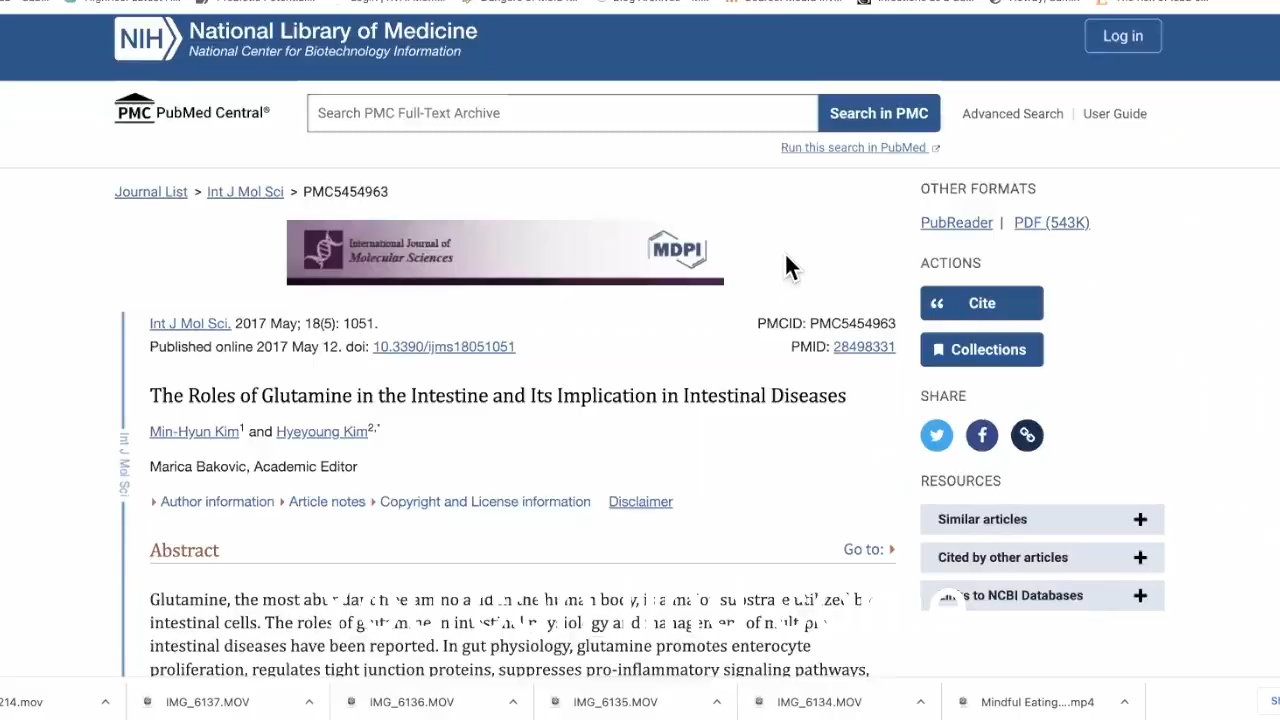 NIH National Library of Medicine
National Center for Biotechnology Information
Log in
PMC PubMed Central®
Search PMC Full-Text Archive
Search in PMC
Advanced Search | User Guide
Run this search in PubMed
Journal List > Int J Mol Sci > PMC5454963
International Journal of
Molecular Sciences
MDPI
Int J Mol Sci
Int J Mol Sci. 2017 May; 18(5): 1051.
PMCID: PMC5454963
Published online 2017 May 12. doi: 10.3390/ijms18051051
PMID: 28498331
The Roles of Glutamine in the Intestine and Its Implication in Intestinal Diseases
Min-Hyun Kim1 and Hyeyoung Kim2,*
Marica Bakovic, Academic Editor
Author information Article notes Copyright and License information Disclaimer
Abstract
Go to:
Glutamine, the most
intestinal cells. The roles of
intestinal diseases have been reported. In gut physiology, glutamine promotes enterocyte
proliferation, regulates tight junction proteins, suppresses pro-inflammatory signaling pathways,
OTHER FORMATS
PubReader | PDF (543K)
ACTIONS
Cite
Collections
SHARE
RESOURCES
Similar articles
Cited by other articles
to NCBI Databases
214.mov
IMG_6137.MOV
IMG_6136.MOV
IMG_6135.MOV
IMG_6134.MOV
Mindful Eating....mp4